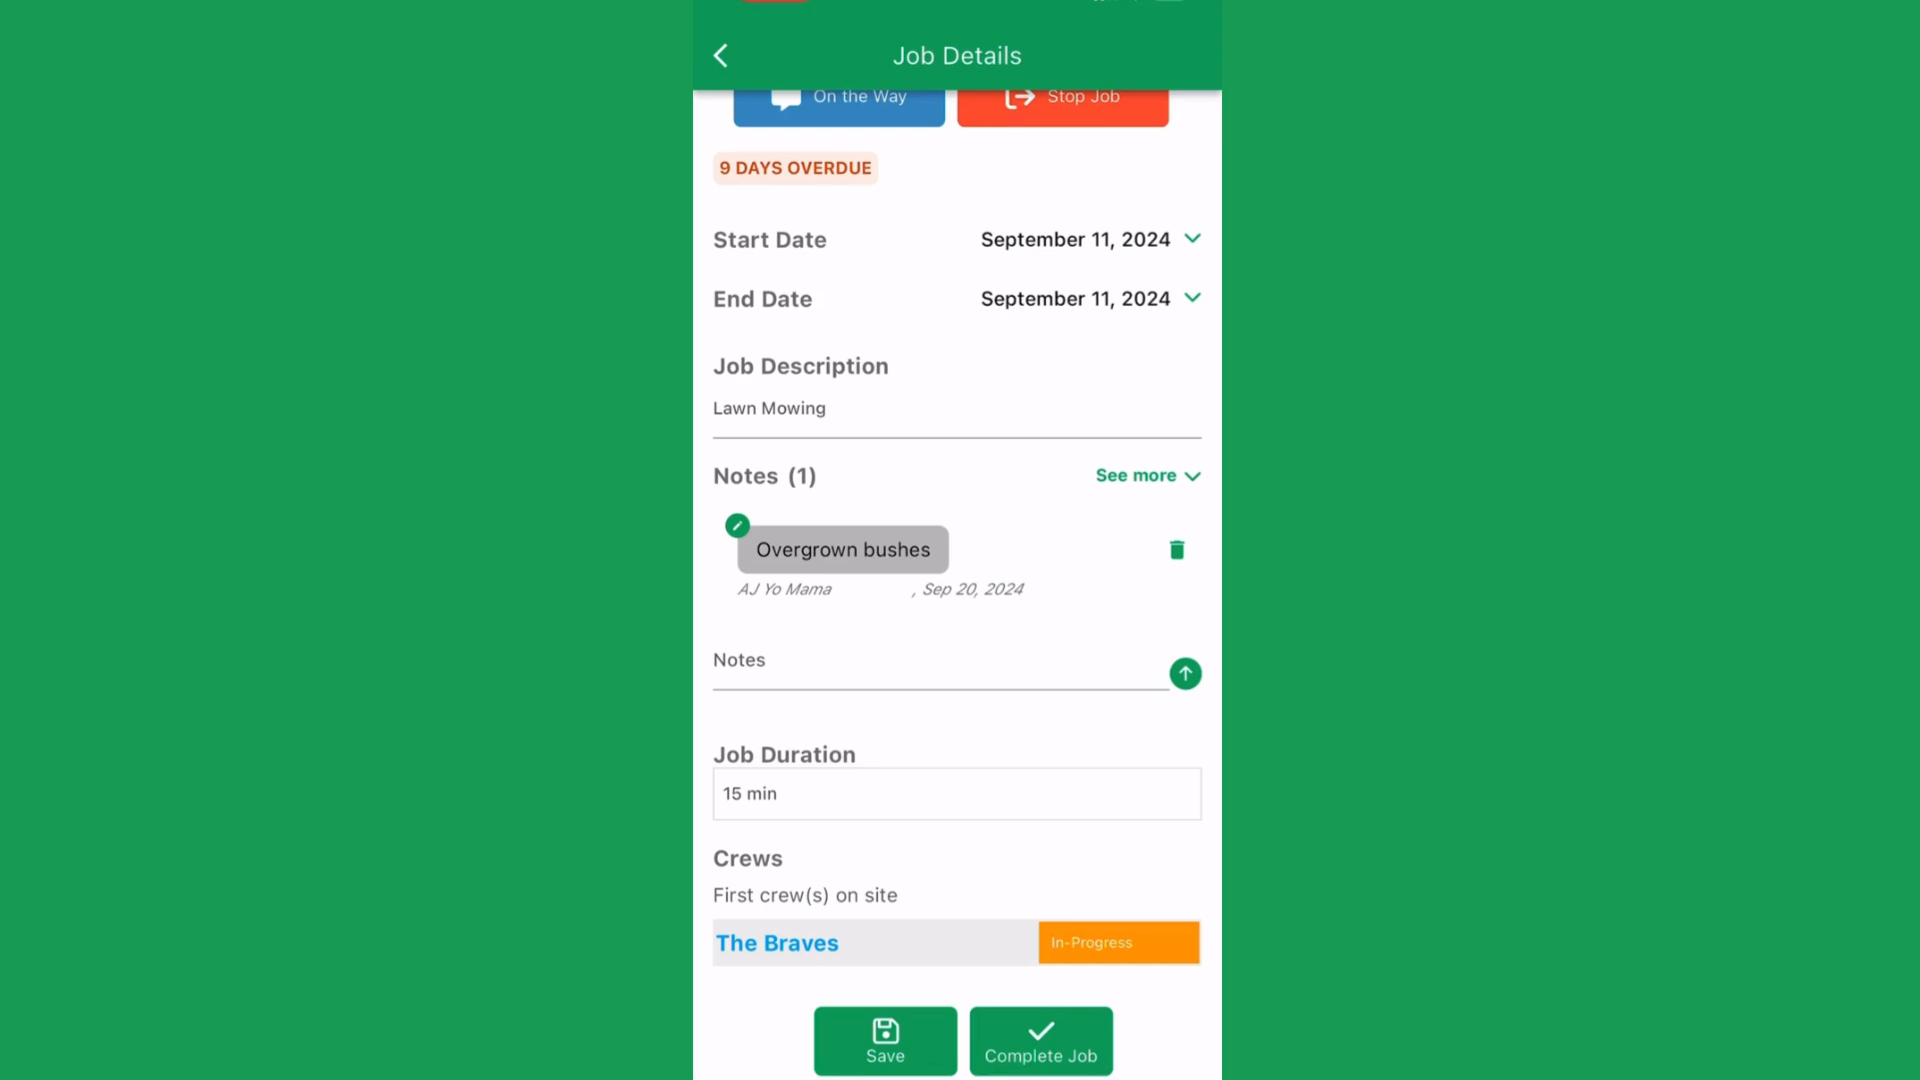 Job Details
On the Way
Stop Job
9 DAYS OVERDUE
Start Date
September 11, 2024
End Date
September 11, 2024
Job Description
Lawn Mowing
Notes (1)
See more
Overgrown bushes
AJ Yo Mama , Sep 20, 2024
Notes
Job Duration
15 min
Crews
First crew(s) on site
The Braves
In-Progress
Save
Complete Job